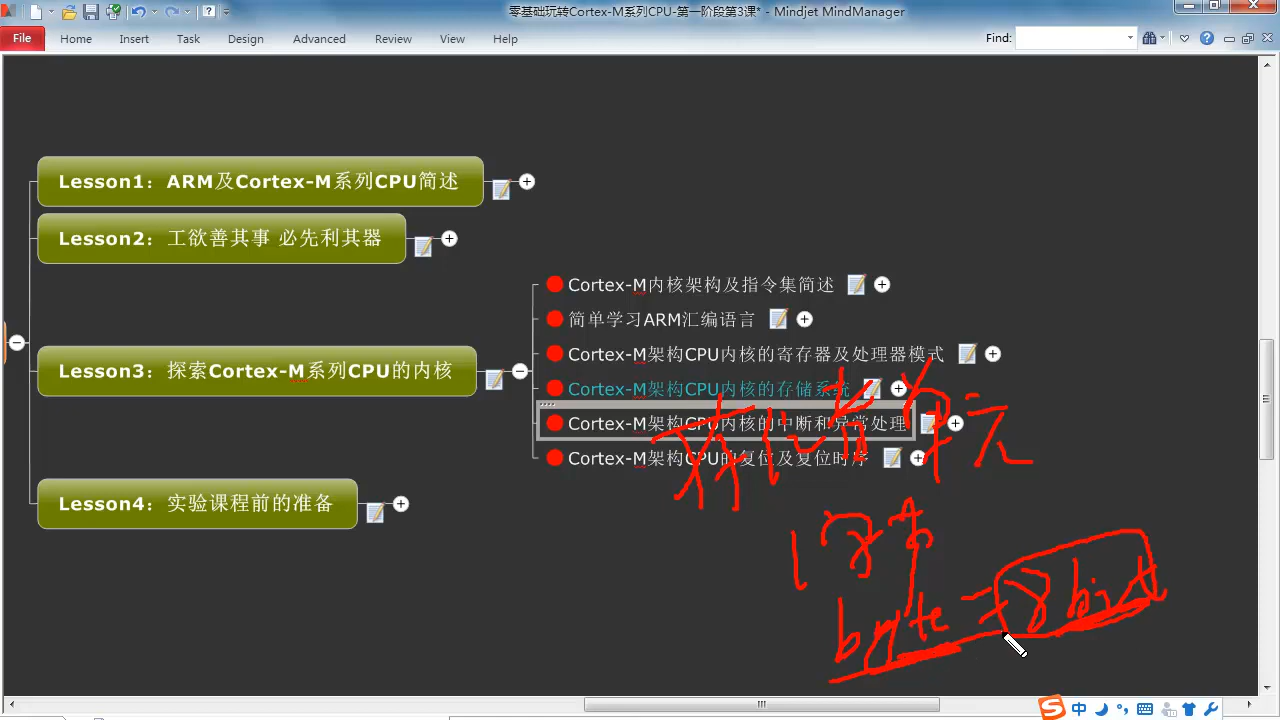 零基础玩转Cortex-M系列CPU-第一阶段第3课* - Mindjet MindManager
File Home Insert Task Design Advanced Review View Help Find:
Lesson1：ARM及Cortex-M系列CPU简述
Lesson2：工欲善其事 必先利其器
Cortex-M内核架构及指令集简述
简单学习ARM汇编语言
Cortex-M架构CPU内核的寄存器及处理器模式
Lesson3：探索Cortex-M系列CPU的内核
Cortex-M架构CPU内核的存储系统
Cortex-M架构CPU内核的中断和异常处理
Cortex-M架构CPU的复位及复位时序
存储单元
Lesson4：实验课程前的准备
1字节
byte = 8bit
中